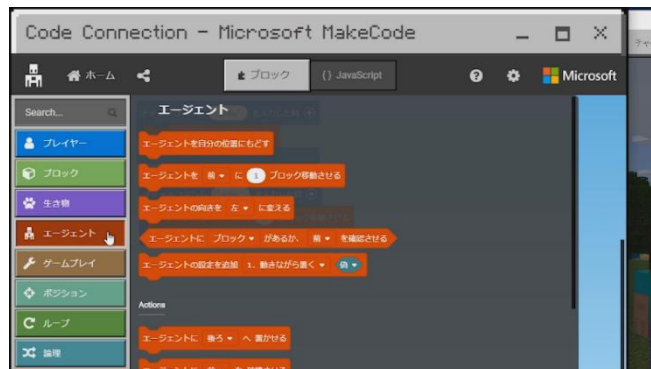 Code Connection – Microsoft MakeCode
ホーム
ブロック
{} JavaScript
Microsoft
Search...
エージェント
プレイヤー
ブロック
生き物
エージェント
ゲームプレイ
ポジション
ループ
論理
エージェントを自分の位置にもどす
エージェントを 前 に 1 ブロック移動させる
エージェントの向きを 左 に変える
エージェントに ブロック があるか、 前 を確認させる
エージェントの設定を追加 1. 動きながら置く 偽
Actions
エージェントに 後ろ へ 置かせる